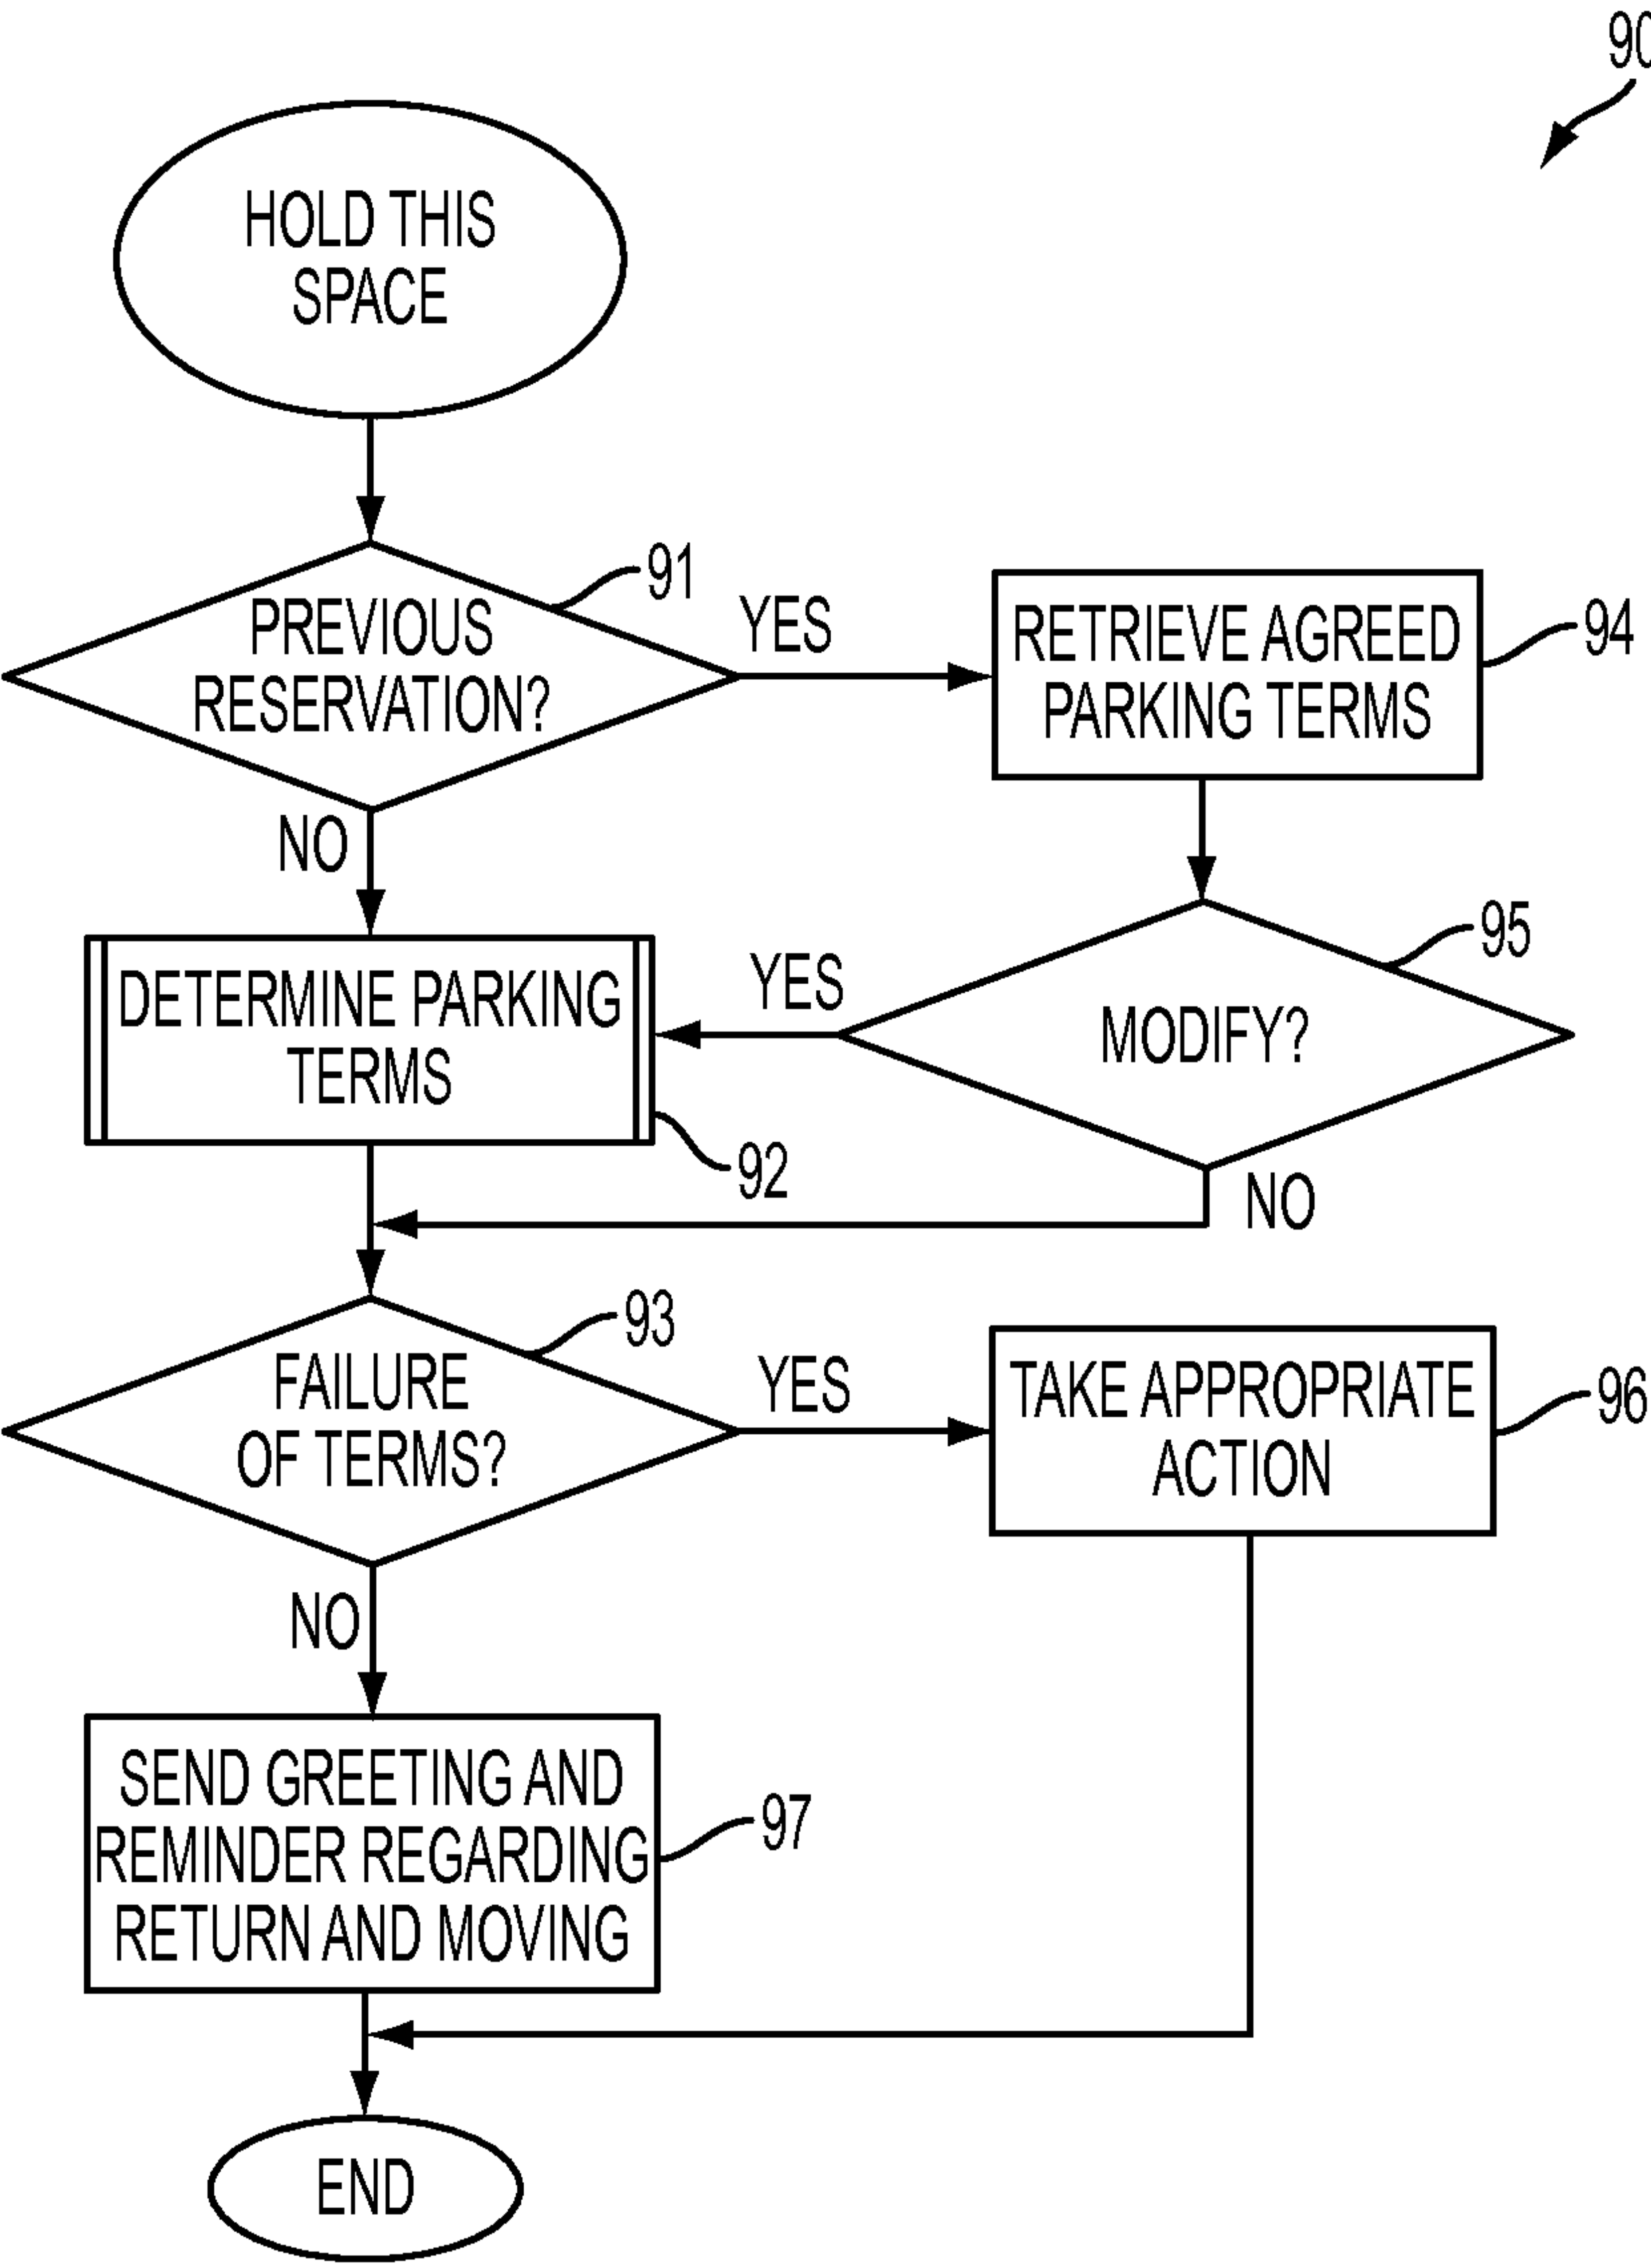 90
HOLD THIS
SPACE
91
PREVIOUS
RESERVATION?
YES
RETRIEVE AGREED
PARKING TERMS
94
NO
DETERMINE PARKING
TERMS
92
YES
MODIFY?
95
NO
93
FAILURE
OF TERMS?
YES
TAKE APPROPRIATE
ACTION
96
NO
SEND GREETING AND
REMINDER REGARDING
RETURN AND MOVING
97
END